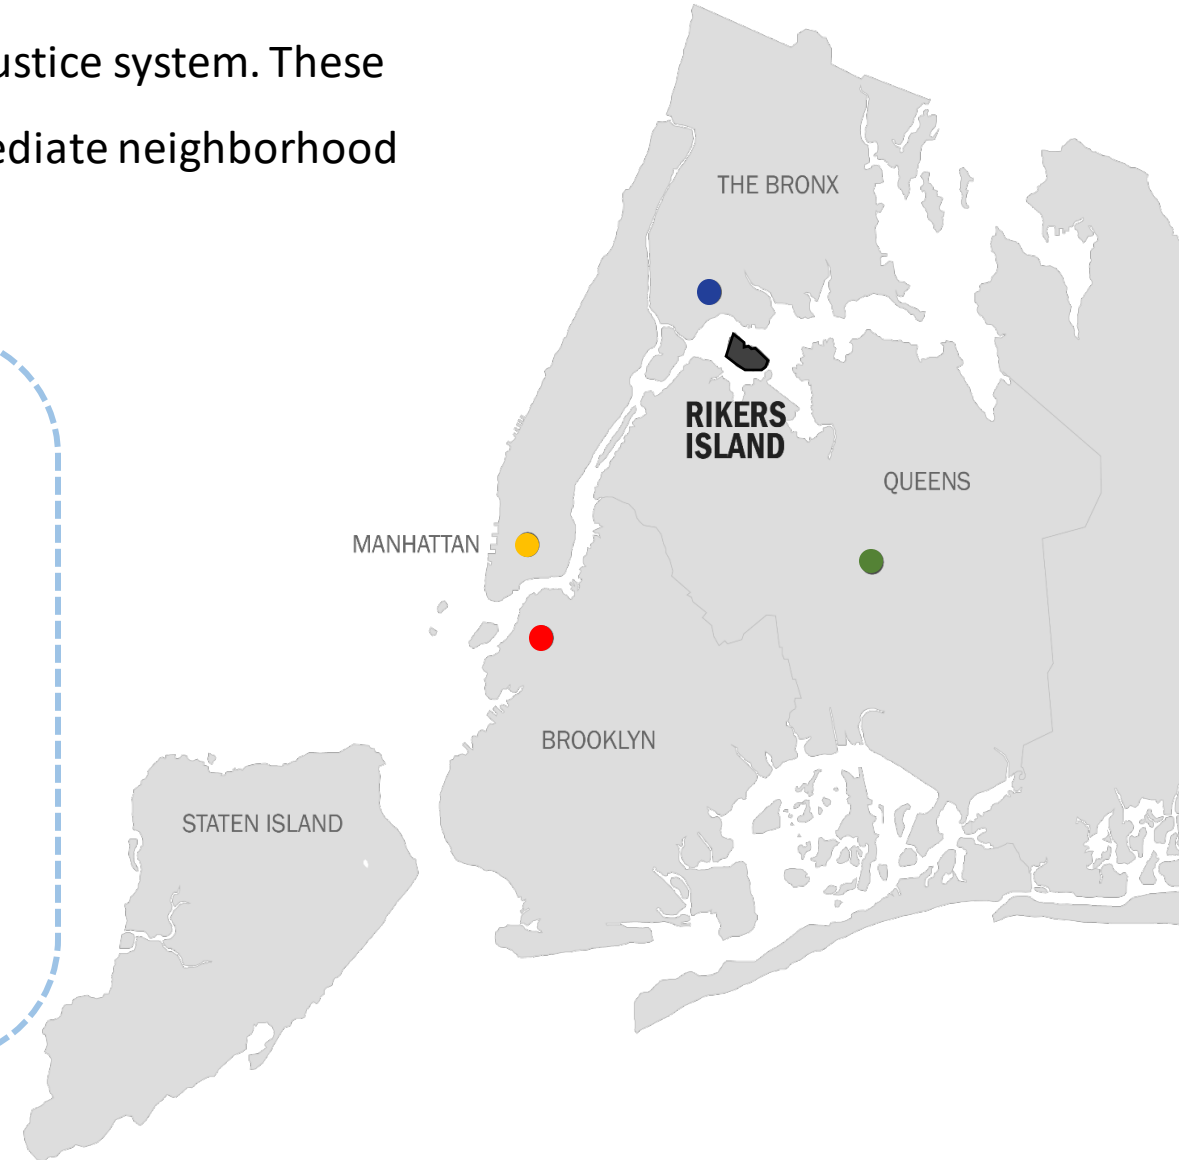 ustice system. These
ediate neighborhood
THE BRONX
RIKERS
ISLAND
QUEENS
MANHATTAN
BROOKLYN
STATEN ISLAND